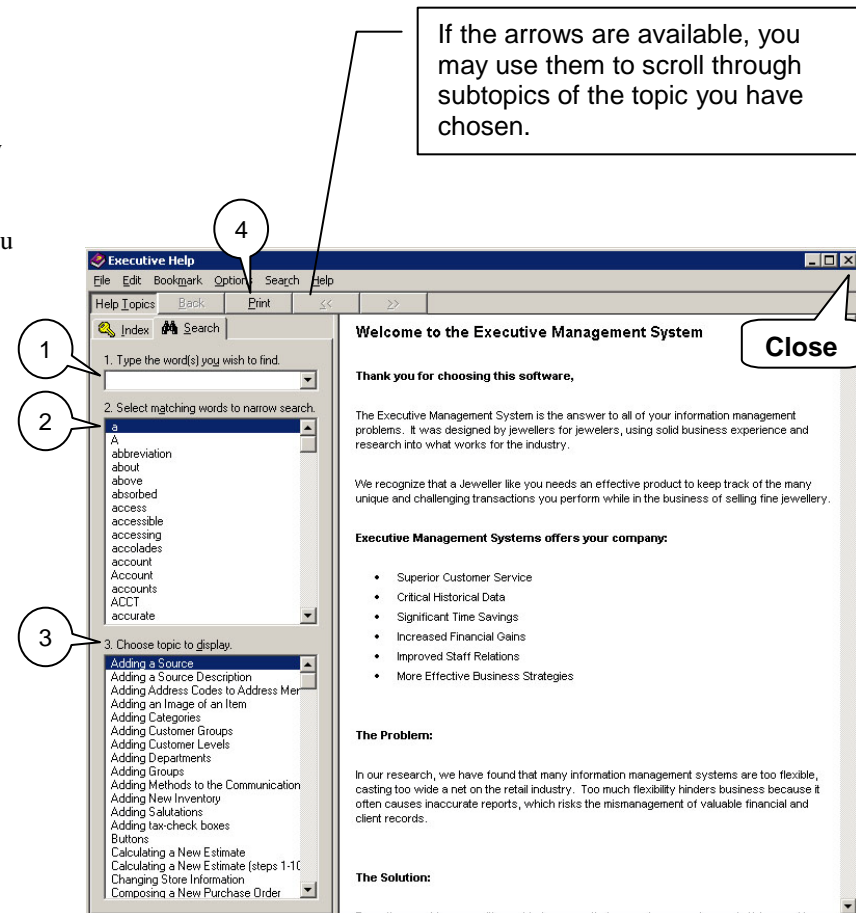 If the arrows are available, you
may use them to scroll through
subtopics of the topic you have
chosen.
u
4
Executive Help
File Edit Bookmark Options Search Help
Help Topics Back Print << >>
Index Search
1
1. Type the word(s) you wish to find.
2
2. Select matching words to narrow search.
a
A
abbreviation
about
above
absorbed
access
accessible
accessing
accolades
account
Account
accounts
ACCT
accurate
3
3. Choose topic to display.
Adding a Source
Adding a Source Description
Adding Address Codes to Address Mer
Adding an Image of an Item
Adding Categories
Adding Customer Groups
Adding Customer Levels
Adding Departments
Adding Groups
Adding Methods to the Communication
Adding New Inventory
Adding Salutations
Adding tax-check boxes
Buttons
Calculating a New Estimate
Calculating a New Estimate (steps 1-10
Changing Store Information
Composing a New Purchase Order
Close
Welcome to the Executive Management System
Thank you for choosing this software,
The Executive Management System is the answer to all of your information management
problems. It was designed by jewellers for jewelers, using solid business experience and
research into what works for the industry.
We recognize that a Jeweller like you needs an effective product to keep track of the many
unique and challenging transactions you perform while in the business of selling fine jewellery.
Executive Management Systems offers your company:
• Superior Customer Service
• Critical Historical Data
• Significant Time Savings
• Increased Financial Gains
• Improved Staff Relations
• More Effective Business Strategies
The Problem:
In our research, we have found that many information management systems are too flexible,
casting too wide a net on the retail industry. Too much flexibility hinders business because it
often causes inaccurate reports, which risks the mismanagement of valuable financial and
client records.
The Solution: